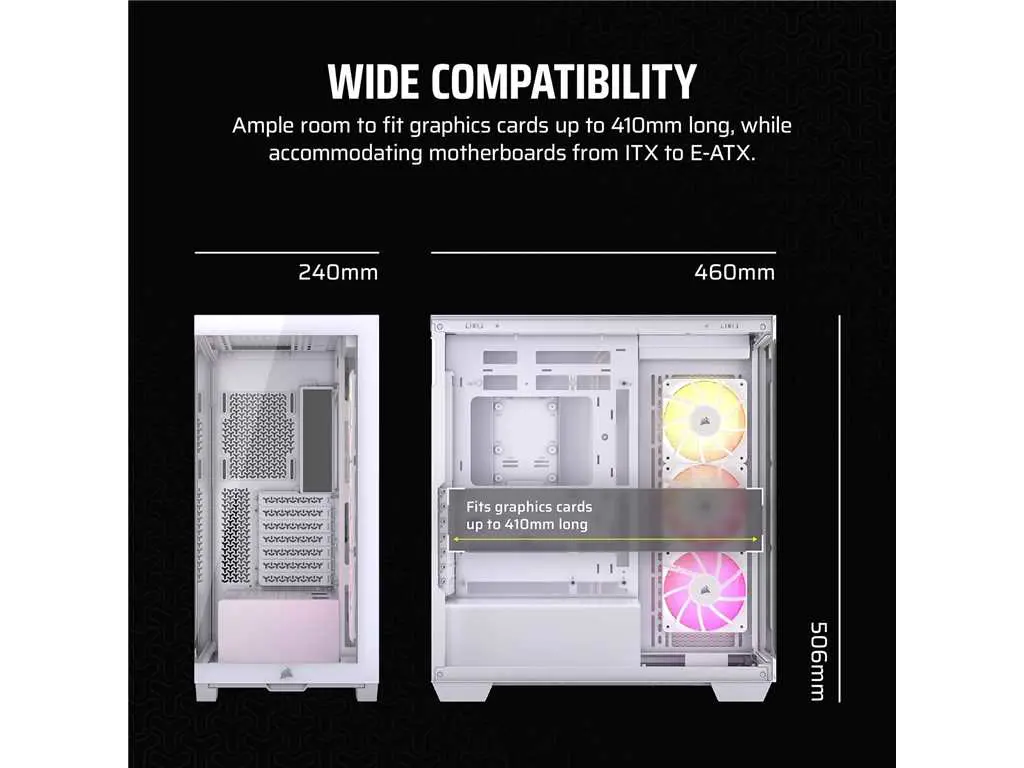 WIDE COMPATIBILITY
Ample room to fit graphics cards up to 410mm long, while
accommodating motherboards from ITX to E-ATX.
240mm
460mm
Fits graphics cards
up to 410mm long
506mm